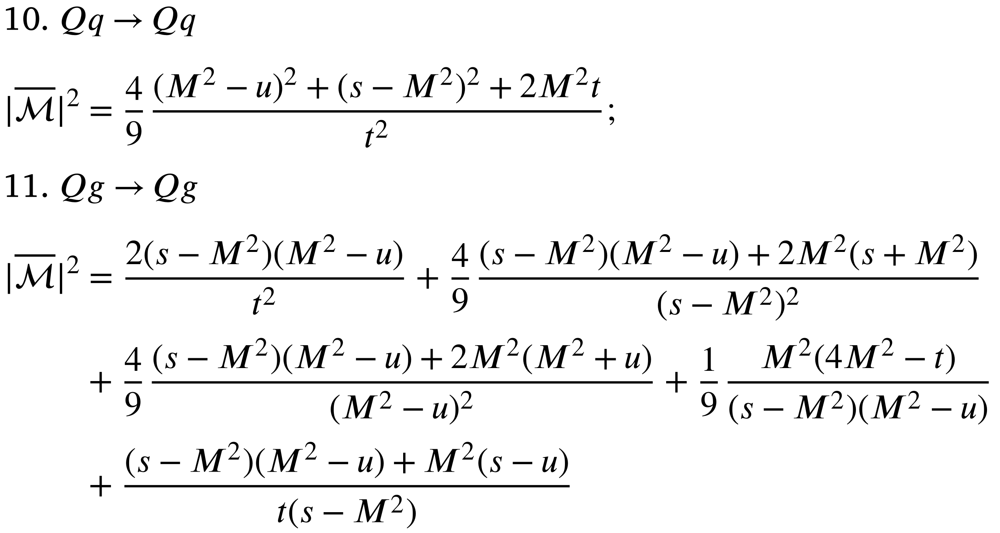 10. $Qq \to Qq$
$|\overline{\mathcal{M}}|^2 = \frac{4}{9} \frac{(M^2 - u)^2 + (s - M^2)^2 + 2M^2 t}{t^2};$
11. $Qg \to Qg$
$|\overline{\mathcal{M}}|^2 = \frac{2(s - M^2)(M^2 - u)}{t^2} + \frac{4}{9} \frac{(s - M^2)(M^2 - u) + 2M^2(s + M^2)}{(s - M^2)^2}$
$+ \frac{4}{9} \frac{(s - M^2)(M^2 - u) + 2M^2(M^2 + u)}{(M^2 - u)^2} + \frac{1}{9} \frac{M^2(4M^2 - t)}{(s - M^2)(M^2 - u)}$
$+ \frac{(s - M^2)(M^2 - u) + M^2(s - u)}{t(s - M^2)}$